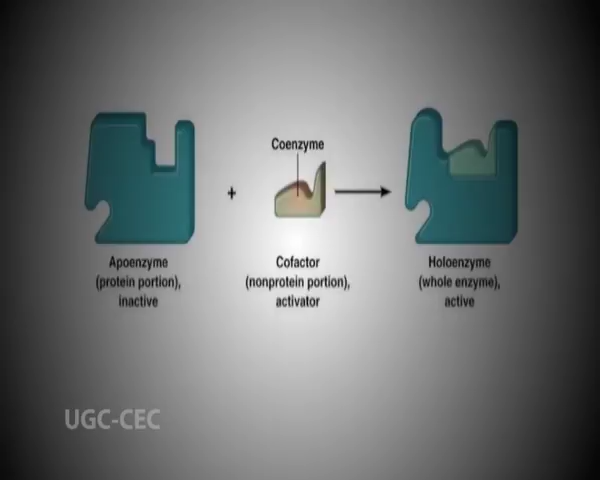 Coenzyme
+
Apoenzyme
(protein portion),
inactive
Cofactor
(nonprotein portion),
activator
Holoenzyme
(whole enzyme),
active
UGC-CEC